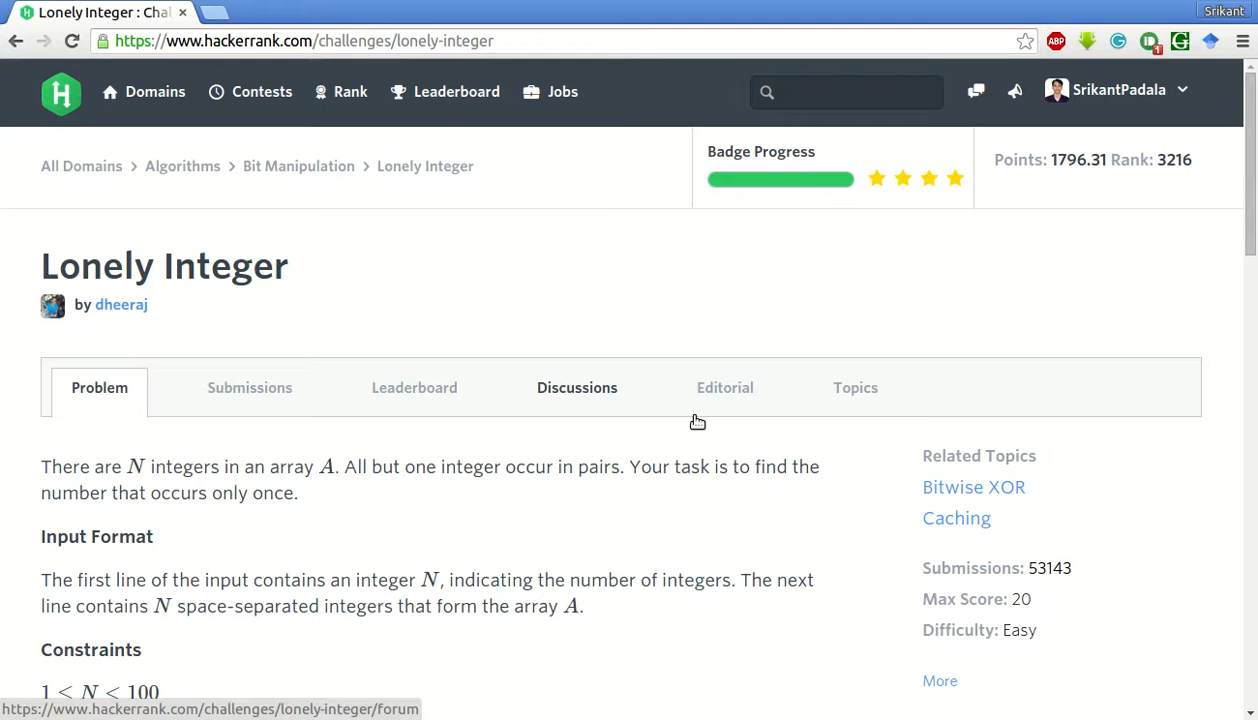 Lonely Integer : Cha
Srikant
https://www.hackerrank.com/challenges/lonely-integer
ABP
1
G
H
Domains
Contests
Rank
Leaderboard
Jobs
SrikantPadala
All Domains > Algorithms > Bit Manipulation > Lonely Integer
Badge Progress
Points: 1796.31 Rank: 3216
Lonely Integer
by dheeraj
Problem
Submissions
Leaderboard
Discussions
Editorial
Topics
There are N integers in an array A. All but one integer occur in pairs. Your task is to find the
number that occurs only once.
Input Format
The first line of the input contains an integer N, indicating the number of integers. The next
line contains N space-separated integers that form the array A.
Constraints
1 ≤ N < 100
Related Topics
Bitwise XOR
Caching
Submissions: 53143
Max Score: 20
Difficulty: Easy
More
https://www.hackerrank.com/challenges/lonely-integer/forum